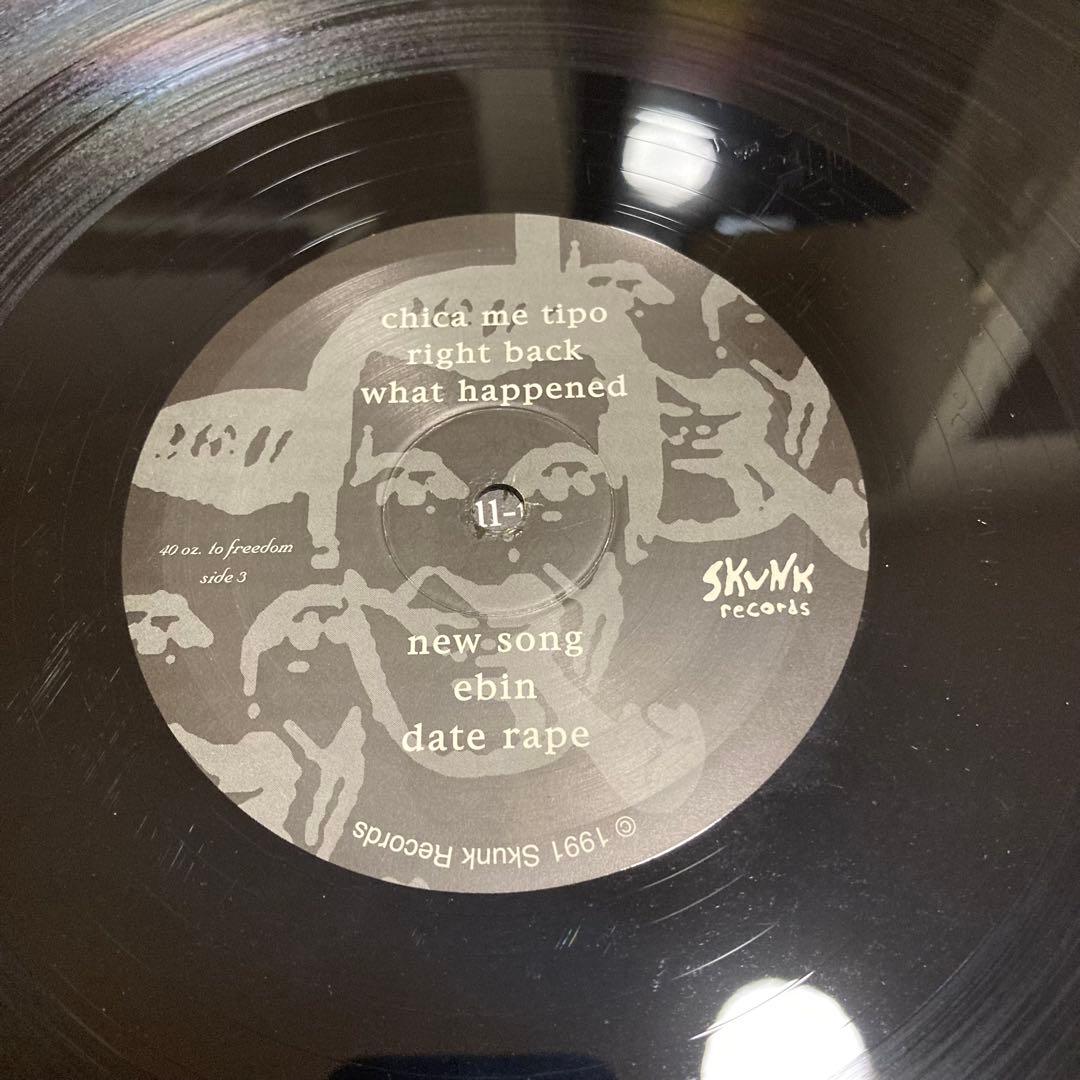 chica me tipo
right back
what happened
11-
40 oz. to freedom
side 3
SKUNK
records
new song
ebin
date rape
© 1991 Skunk Records